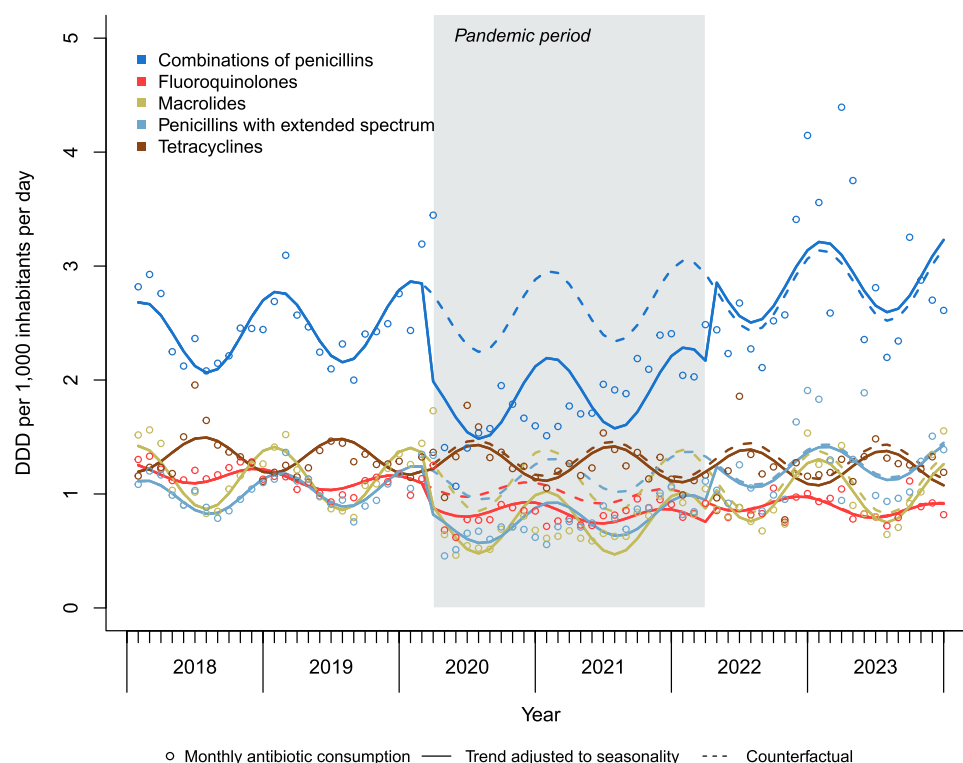 Pandemic period
Combinations of penicillins
Fluoroquinolones
Macrolides
Penicillins with extended spectrum
Tetracyclines
DDD per 1,000 inhabitants per day
5
4
3
2
1
0
2018 2019 2020 2021 2022 2023
Year
Monthly antibiotic consumption Trend adjusted to seasonality Counterfactual